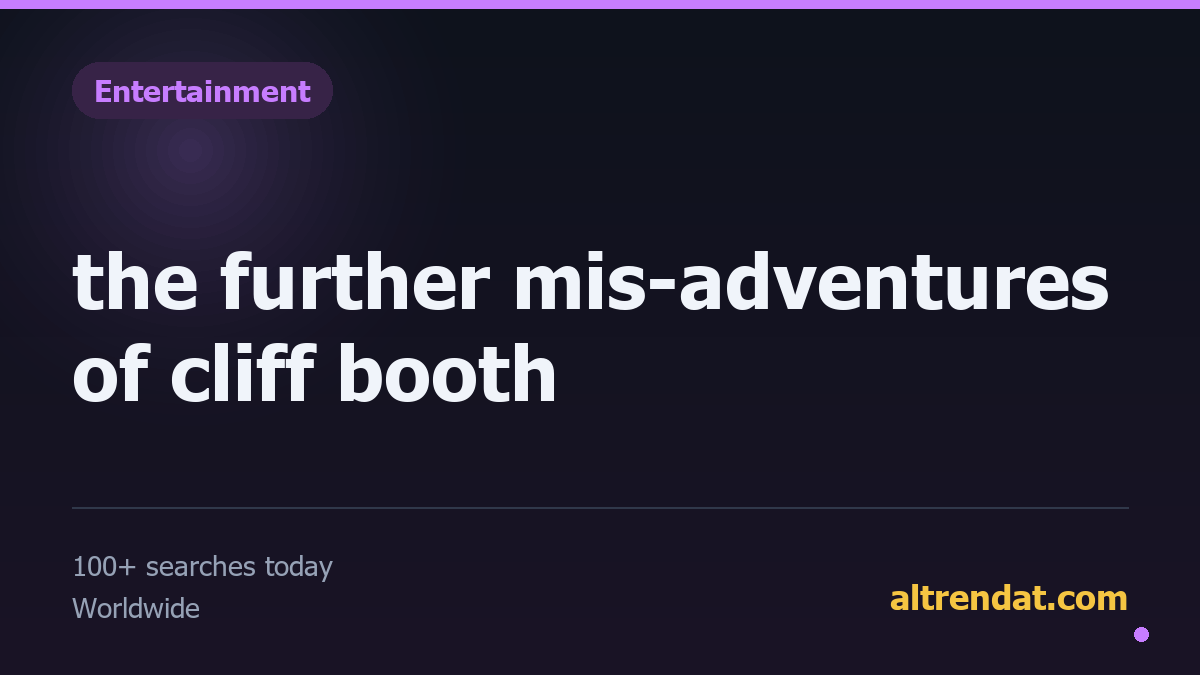 Entertainment
the further mis-adventures
of cliff booth
100+ searches today
Worldwide
altrendat.com